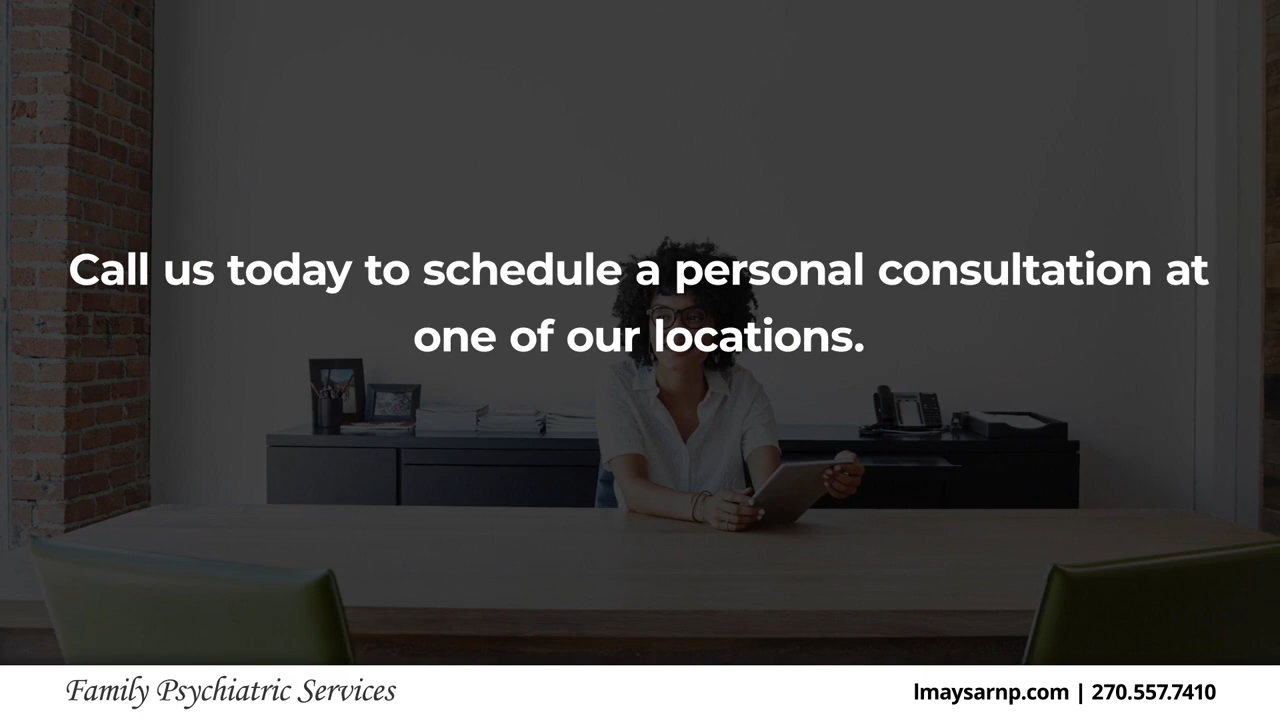 Call us today to schedule a personal consultation at
one of our locations.
Family Psychiatric Services
lmaysarnp.com | 270.557.7410